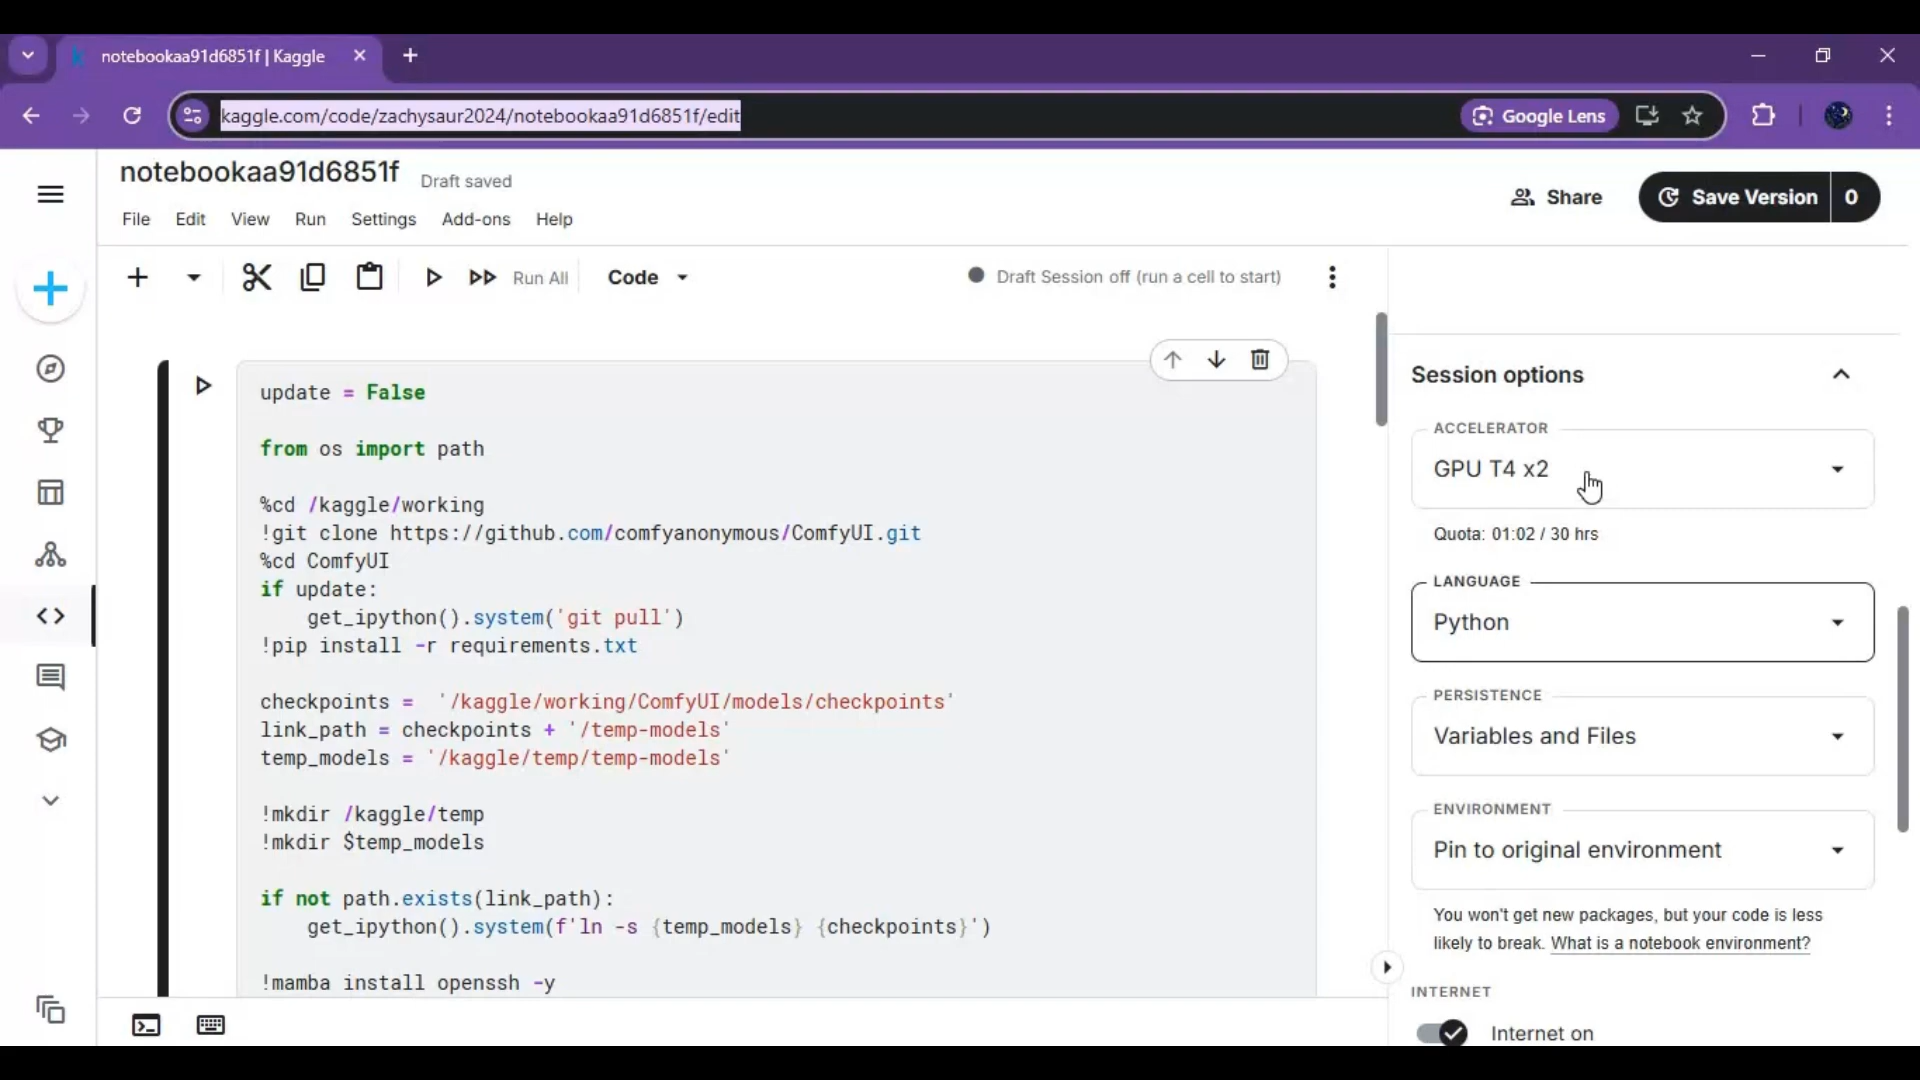 notebookaa91d6851f | Kaggle
kaggle.com/code/zachysaur2024/notebookaa91d6851f/edit
Google Lens
notebookaa91d6851f
Draft saved
File Edit View Run Settings Add-ons Help
Share
Save Version
0
Run All
Code
Draft Session off (run a cell to start)
update = False
from os import path
%cd /kaggle/working
!git clone https://github.com/comfyanonymous/ComfyUI.git
%cd ComfyUI
if update:
get_ipython().system('git pull')
!pip install -r requirements.txt
checkpoints = '/kaggle/working/ComfyUI/models/checkpoints'
link_path = checkpoints + '/temp-models'
temp_models = '/kaggle/temp/temp-models'
!mkdir /kaggle/temp
!mkdir $temp_models
if not path.exists(link_path):
get_ipython().system(f'ln -s {temp_models} {checkpoints}')
!mamba install openssh -y
Session options
ACCELERATOR
GPU T4 x2
Quota: 01:02 / 30 hrs
LANGUAGE
Python
PERSISTENCE
Variables and Files
ENVIRONMENT
Pin to original environment
You won't get new packages, but your code is less
likely to break. What is a notebook environment?
INTERNET
Internet on